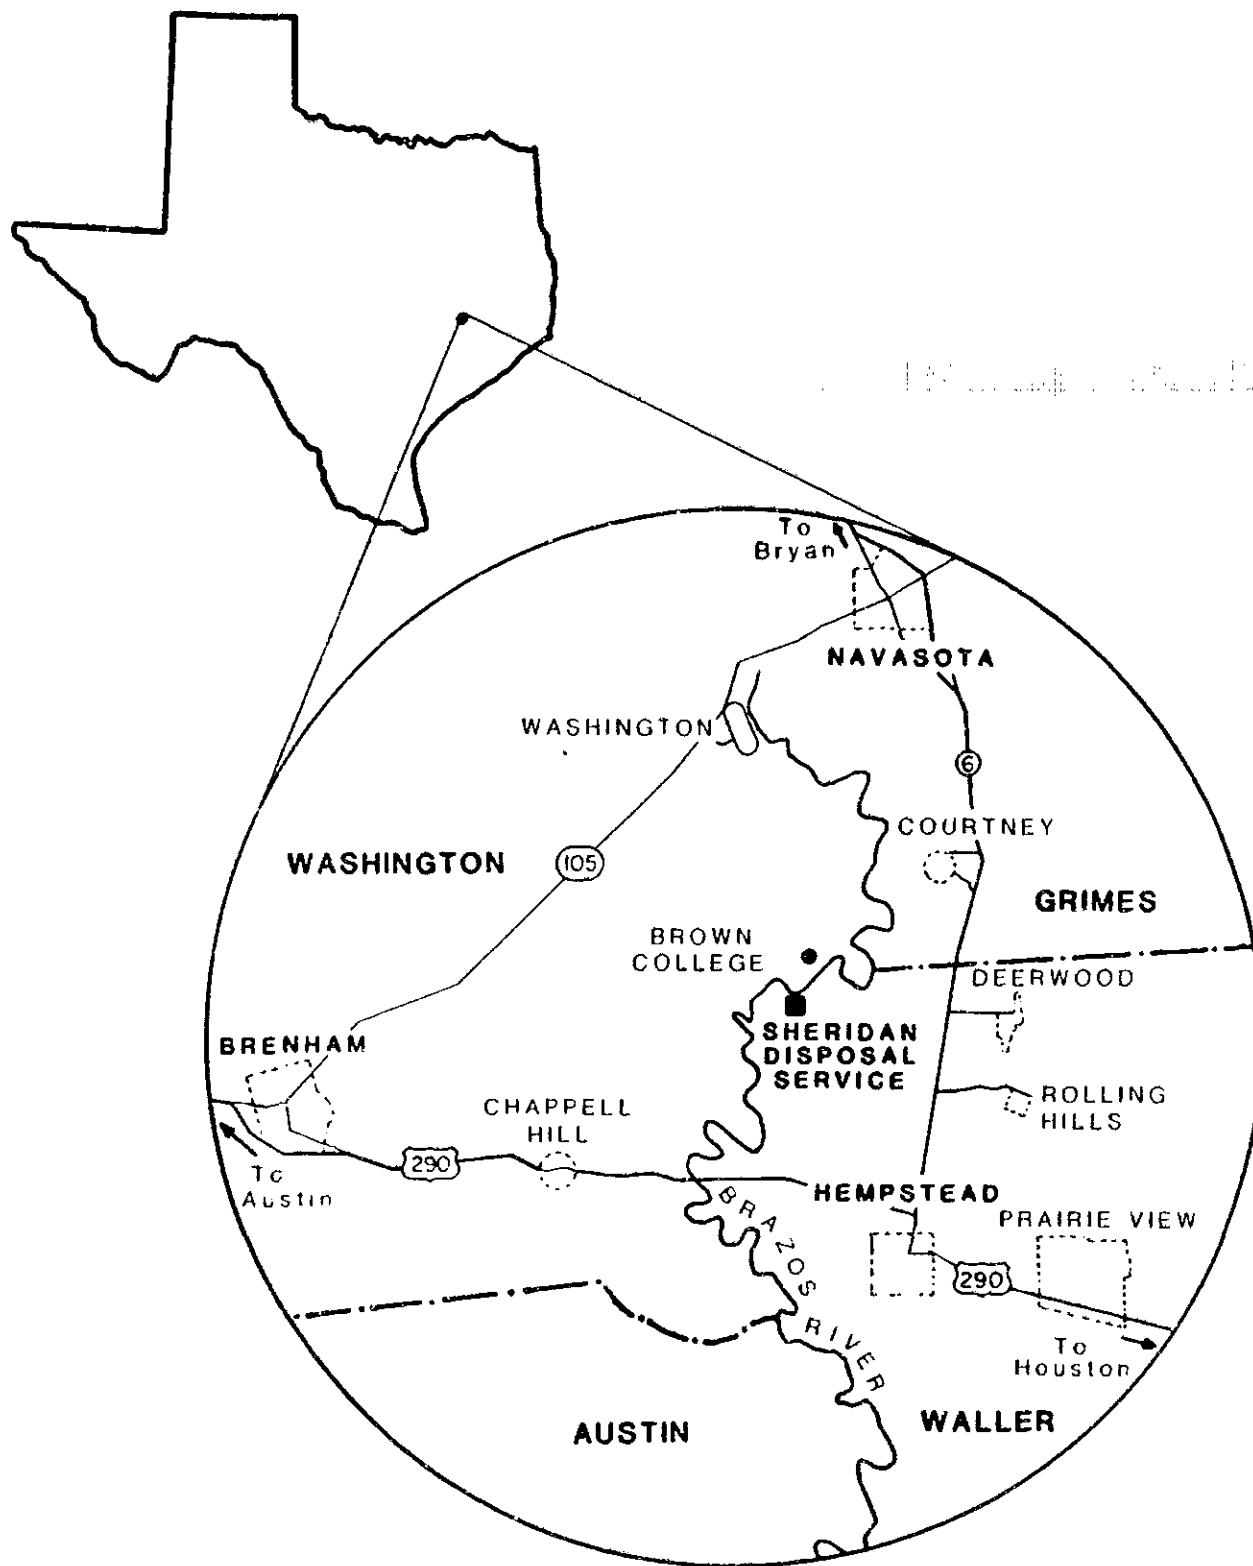 To
Bryan
NAVASOTA
WASHINGTON
6
COURTNEY
WASHINGTON
105
GRIMES
BROWN
COLLEGE
DEERWOOD
SHERIDAN
DISPOSAL
SERVICE
BRENHAM
ROLLING
HILLS
CHAPPELL
HILL
290
To
Austin
HEMPSTEAD
BRAZOS RIVER
PRAIRIE VIEW
290
To
Houston
AUSTIN
WALLER